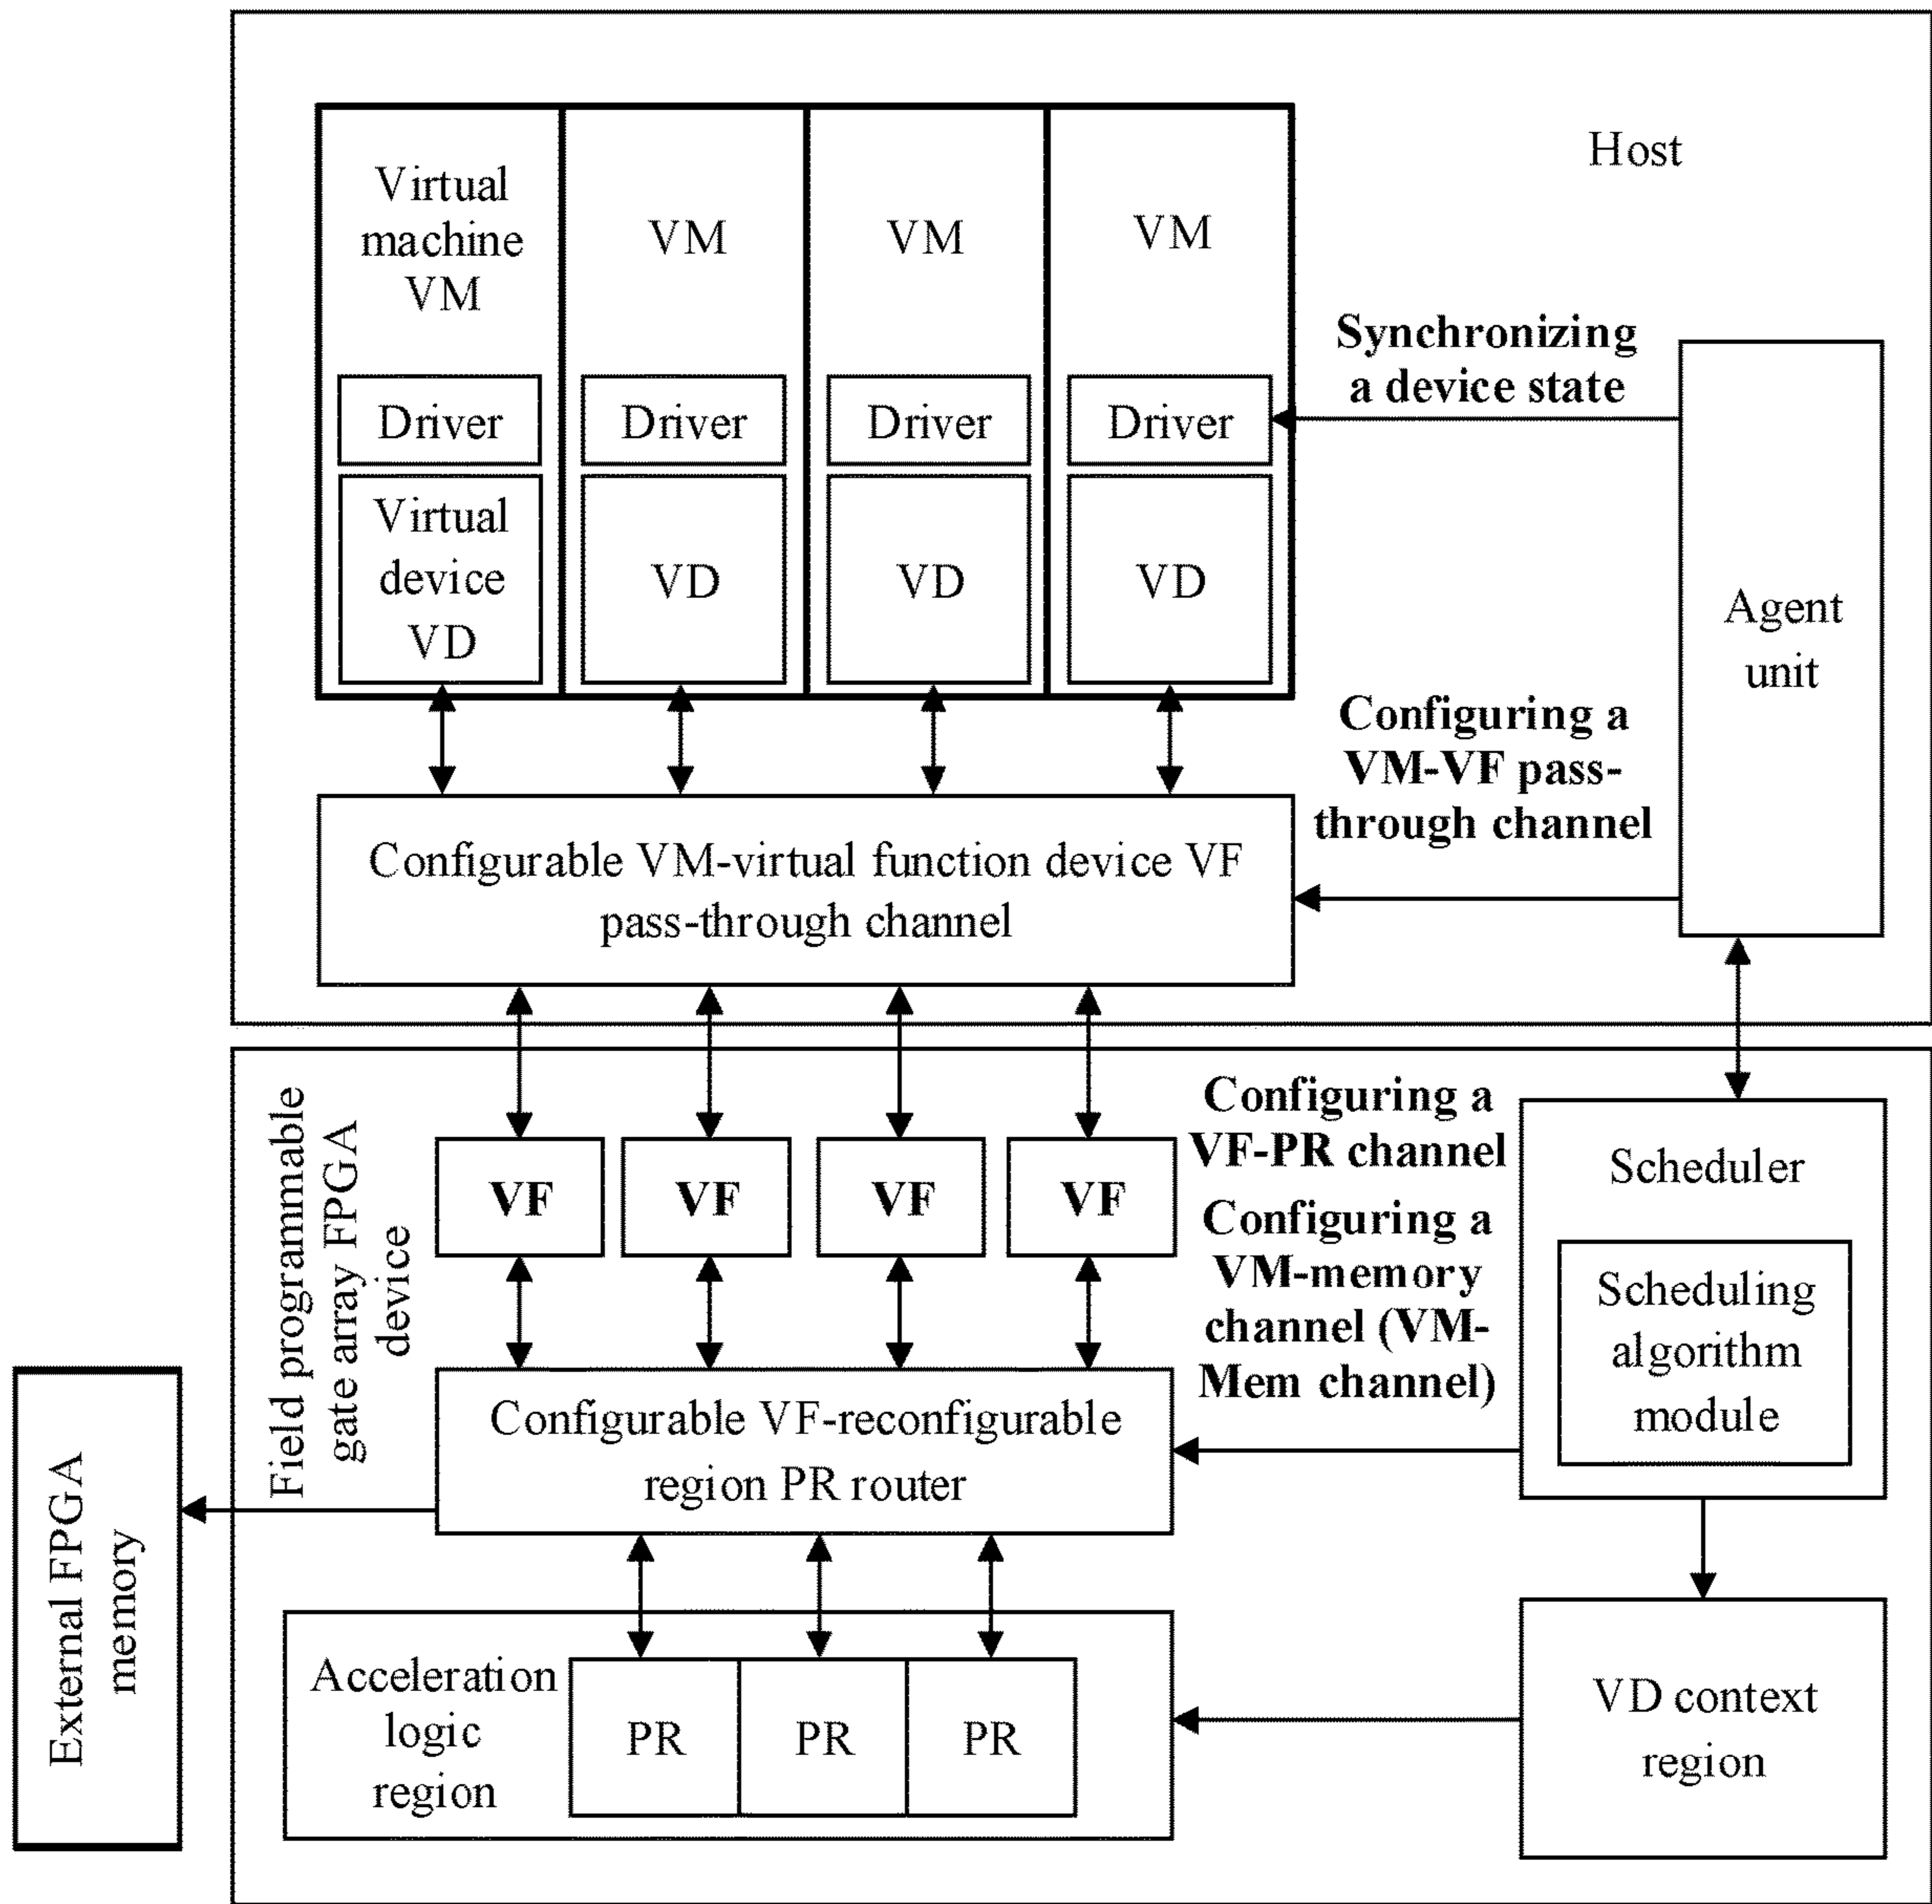 Host
Virtual
machine
VM
VM
VM
VM
Driver
Driver
Driver
Driver
Virtual
device
VD
VD
VD
VD
Synchronizing
a device state
Agent
unit
Configuring a
VM-VF pass-
through channel
Configurable VM-virtual function device VF
pass-through channel
Field programmable
gate array FPGA
device
VF
VF
VF
VF
Configuring a
VF-PR channel
Configuring a
VM-memory
channel (VM-
Mem channel)
Scheduler
Scheduling
algorithm
module
Configurable VF-reconfigurable
region PR router
External FPGA
memory
Acceleration
logic
region
PR
PR
PR
VD context
region